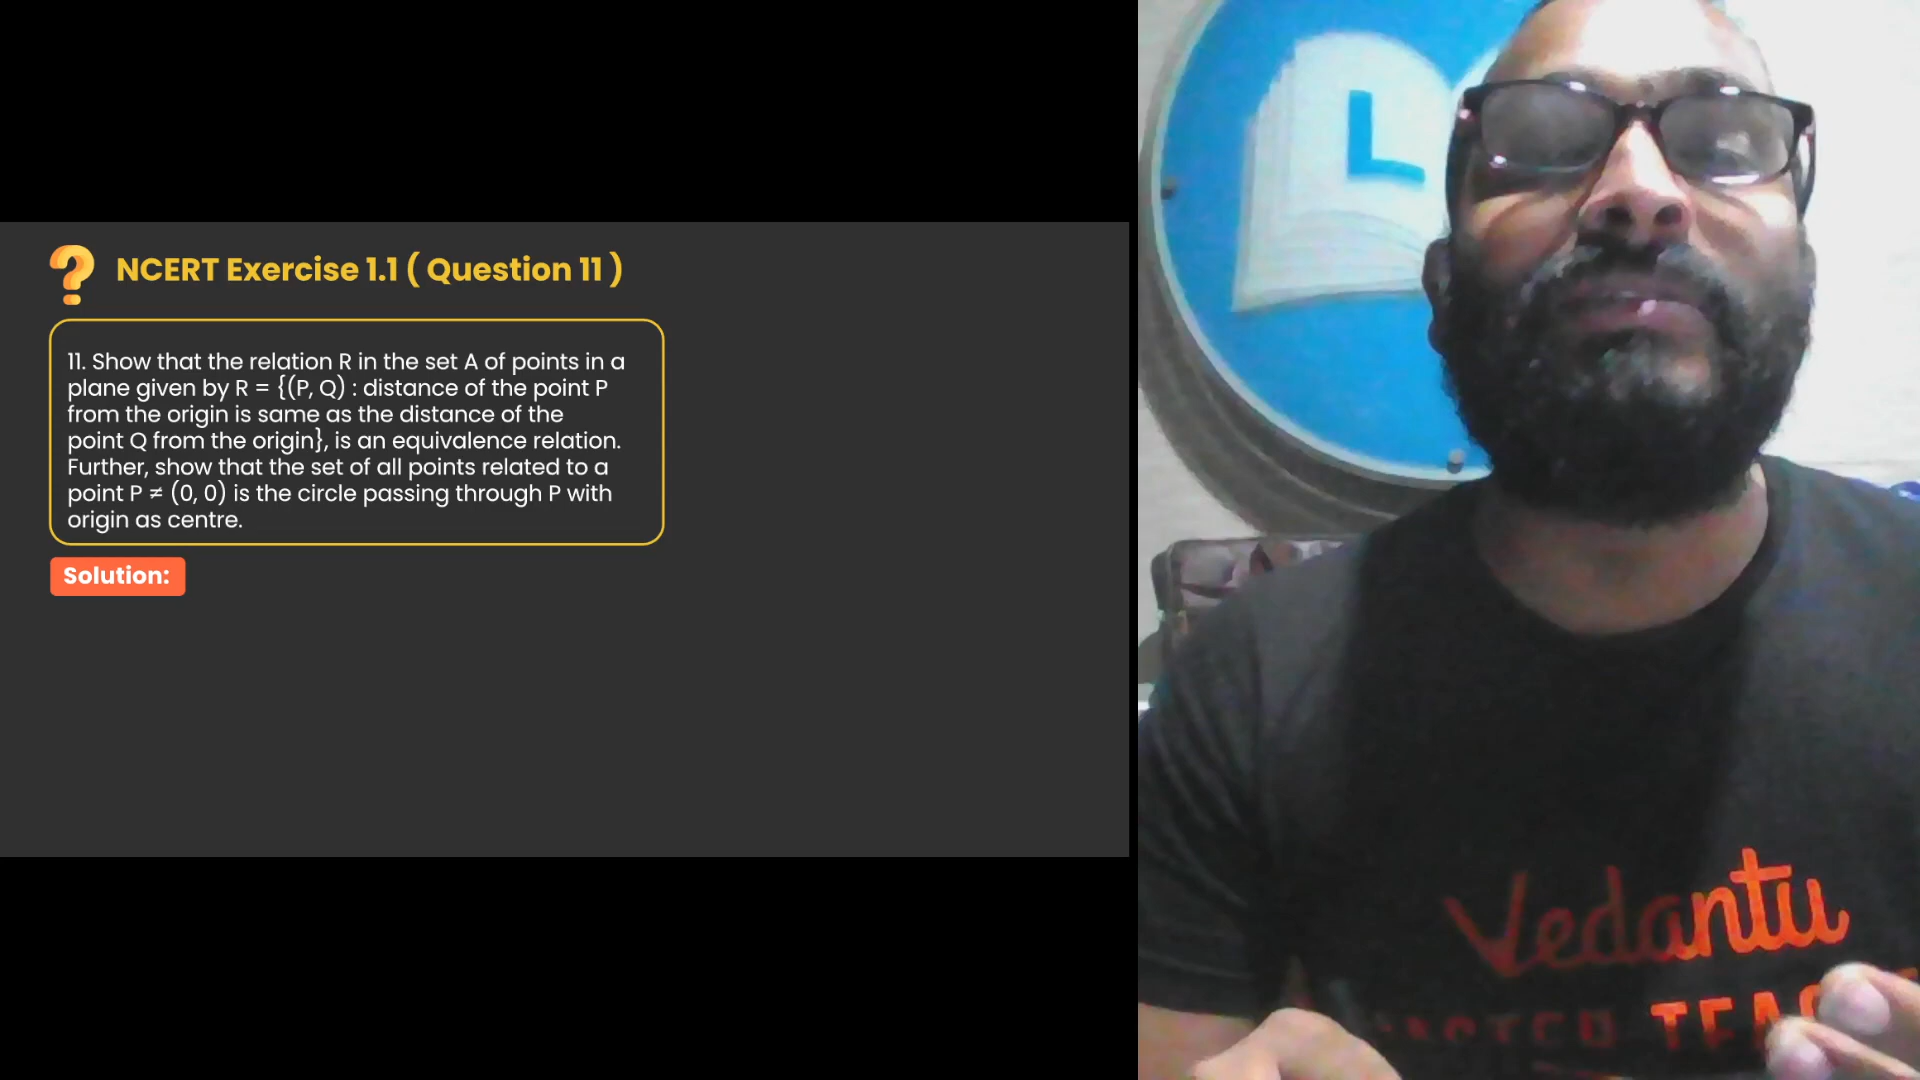 NCERT Exercise 1.1 ( Question 11 )
11. Show that the relation R in the set A of points in a
plane given by R = {(P, Q) : distance of the point P
from the origin is same as the distance of the
point Q from the origin}, is an equivalence relation.
Further, show that the set of all points related to a
point P ≠ (0, 0) is the circle passing through P with
origin as centre.
Solution:
L
Vedantu